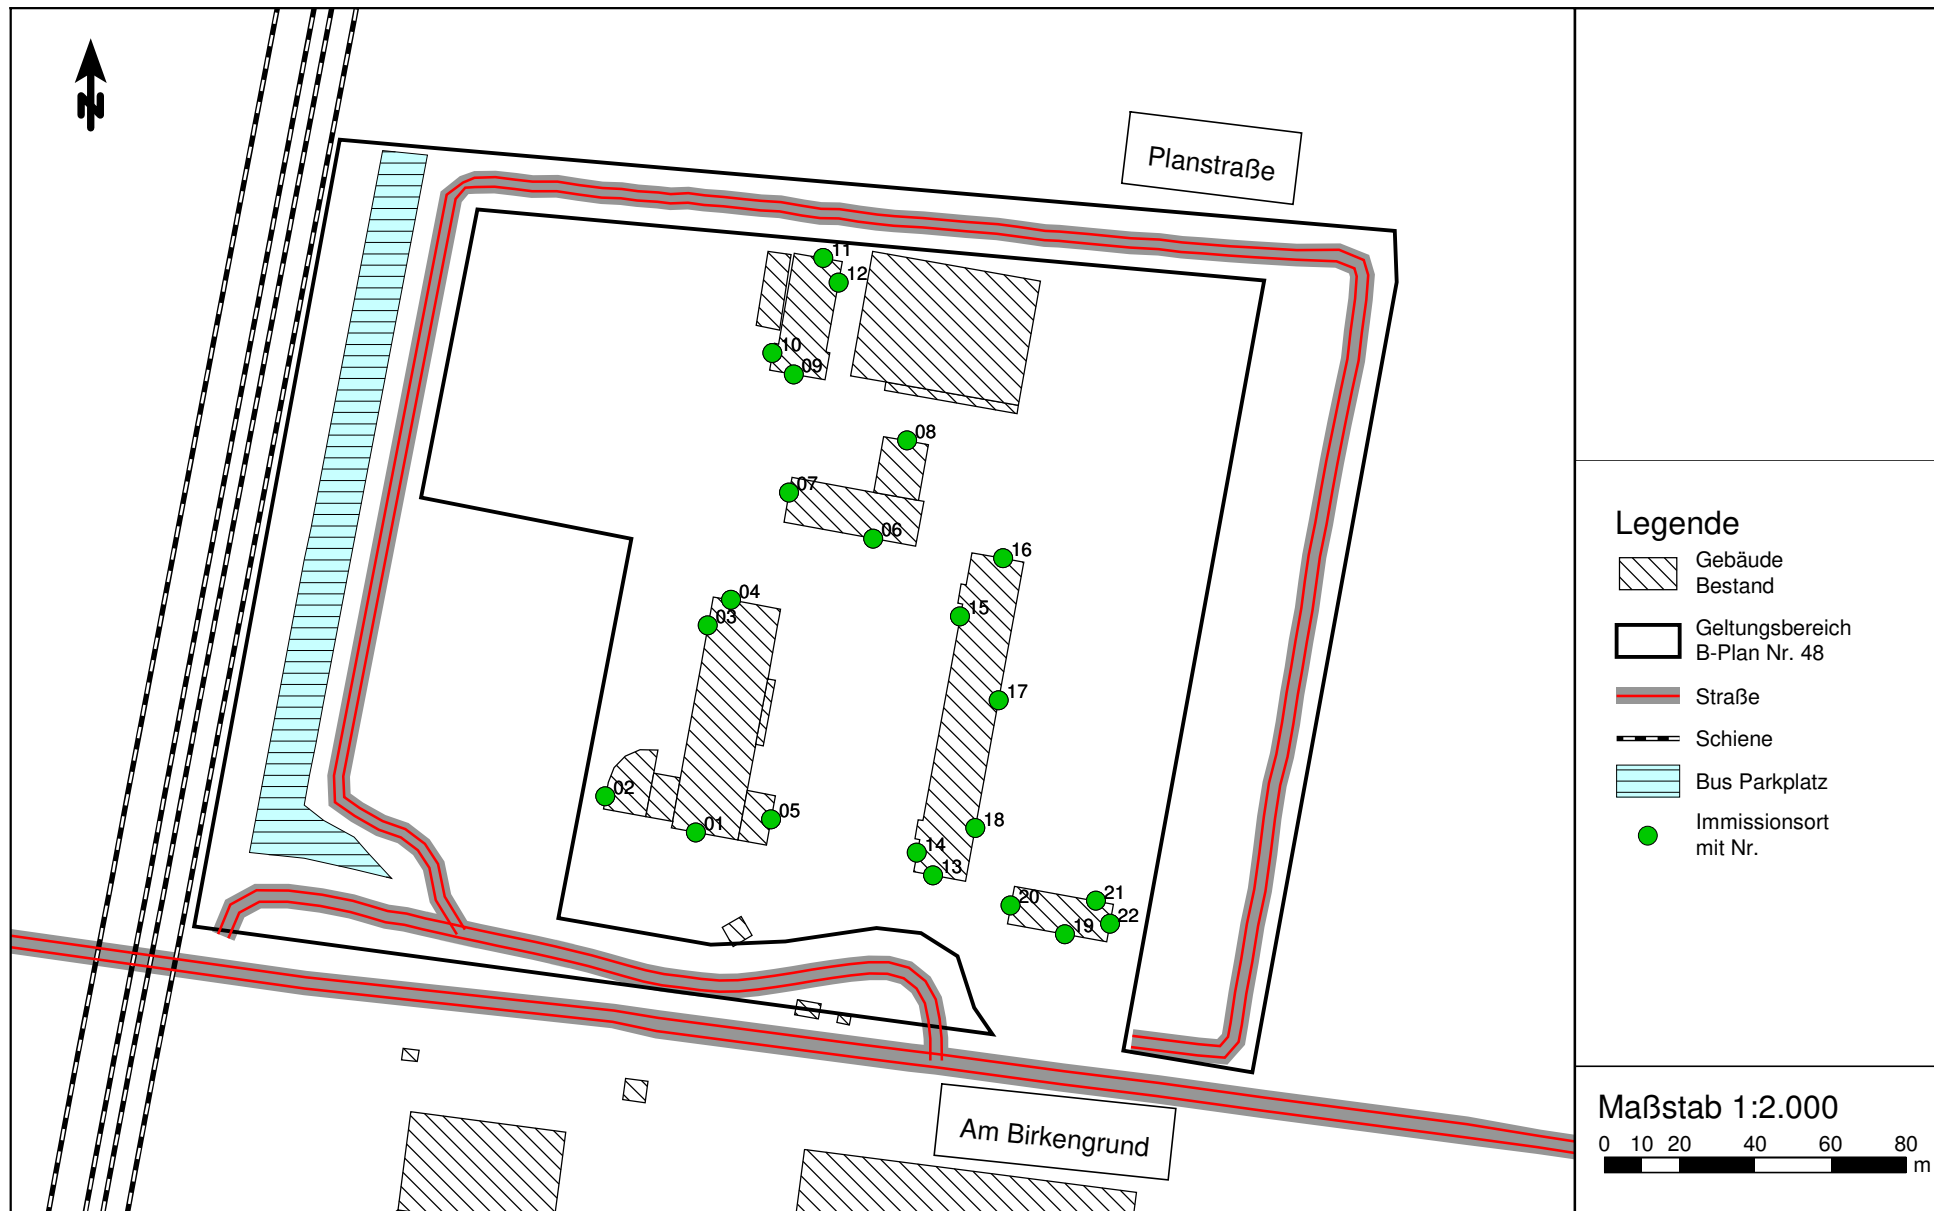 N
Planstraße
11
12
10
09
08
07
06
16
04
15
03
17
02
05
01
18
14
13
21
20
22
19
Am Birkengrund
Legende
Gebäude
Bestand
Geltungsbereich
B-Plan Nr. 48
Straße
Schiene
Bus Parkplatz
Immissionsort
mit Nr.
Maßstab 1:2.000
0 10 20 40 60 80
m